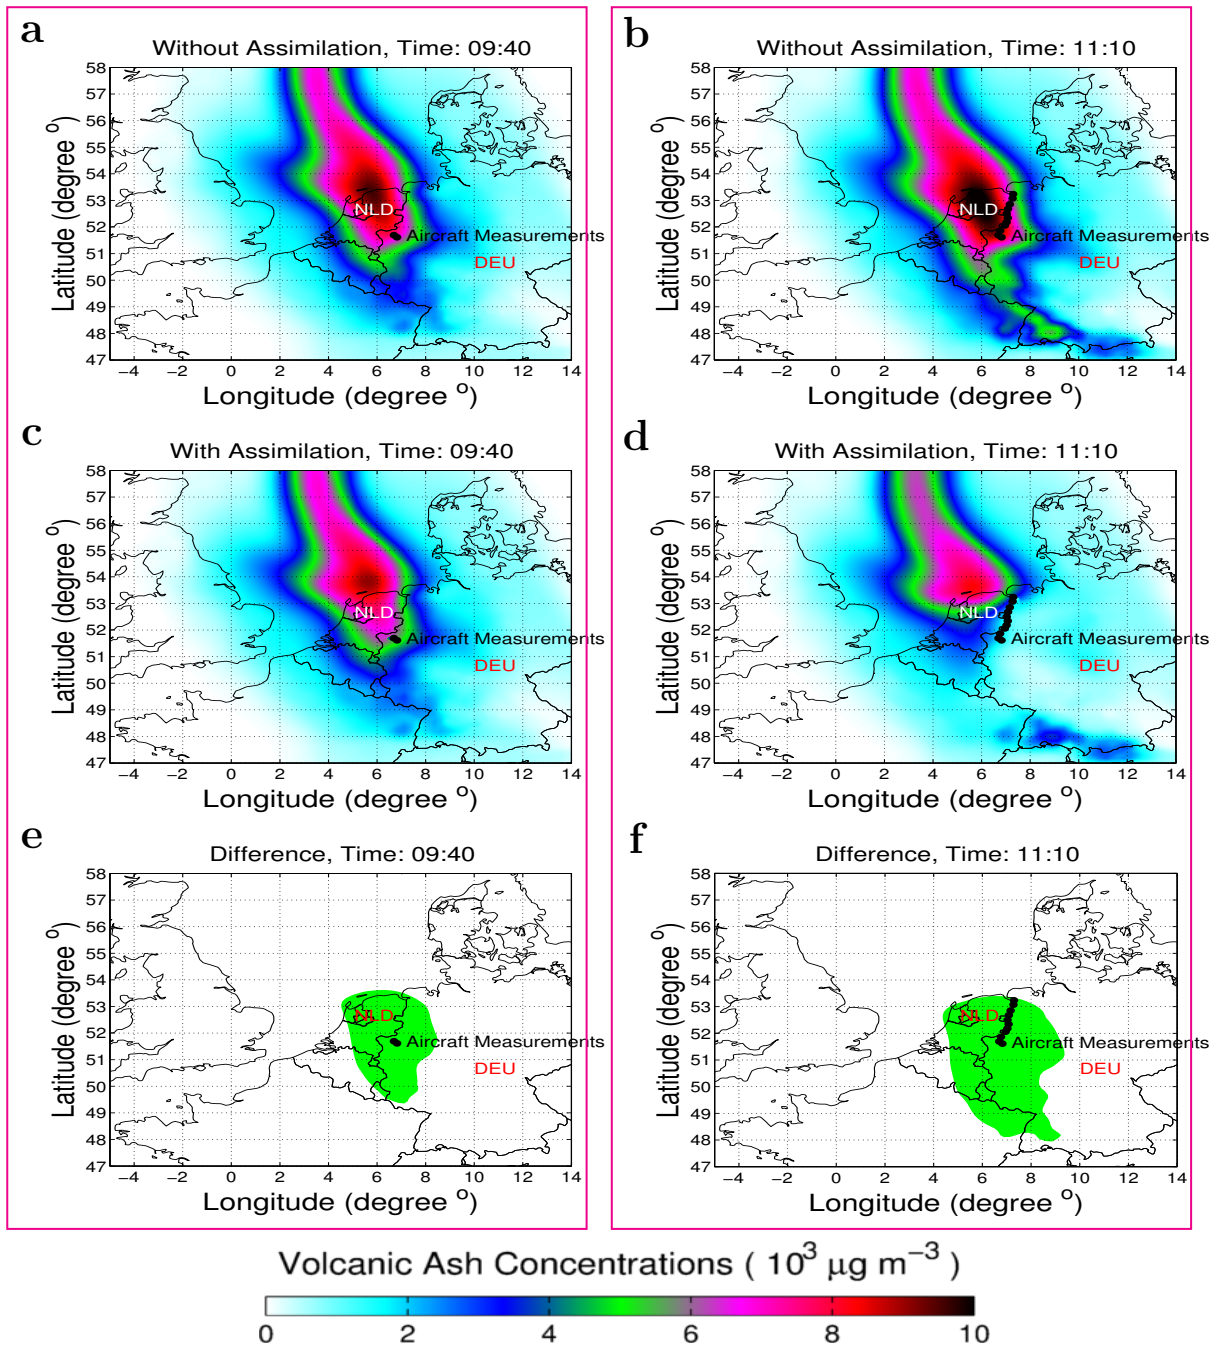 a
Without Assimilation, Time: 09:40
58
57
56
55
54
53
52
51
50
49
48
47
Latitude (degree °)
NLD
Aircraft Measurements
DEU
−4 −2 0 2 4 6 8 10 12 14
Longitude (degree °)
b
Without Assimilation, Time: 11:10
58
57
56
55
54
53
52
51
50
49
48
47
Latitude (degree °)
NLD
Aircraft Measurements
DEU
−4 −2 0 2 4 6 8 10 12 14
Longitude (degree °)
c
With Assimilation, Time: 09:40
58
57
56
55
54
53
52
51
50
49
48
47
Latitude (degree °)
NLD
Aircraft Measurements
DEU
−4 −2 0 2 4 6 8 10 12 14
Longitude (degree °)
d
With Assimilation, Time: 11:10
58
57
56
55
54
53
52
51
50
49
48
47
Latitude (degree °)
NLD
Aircraft Measurements
DEU
−4 −2 0 2 4 6 8 10 12 14
Longitude (degree °)
e
Difference, Time: 09:40
58
57
56
55
54
53
52
51
50
49
48
47
Latitude (degree °)
NLD
Aircraft Measurements
DEU
−4 −2 0 2 4 6 8 10 12 14
Longitude (degree °)
f
Difference, Time: 11:10
58
57
56
55
54
53
52
51
50
49
48
47
Latitude (degree °)
NLD
Aircraft Measurements
DEU
−4 −2 0 2 4 6 8 10 12 14
Longitude (degree °)
Volcanic Ash Concentrations ( 10³ μg m⁻³ )
0 2 4 6 8 10